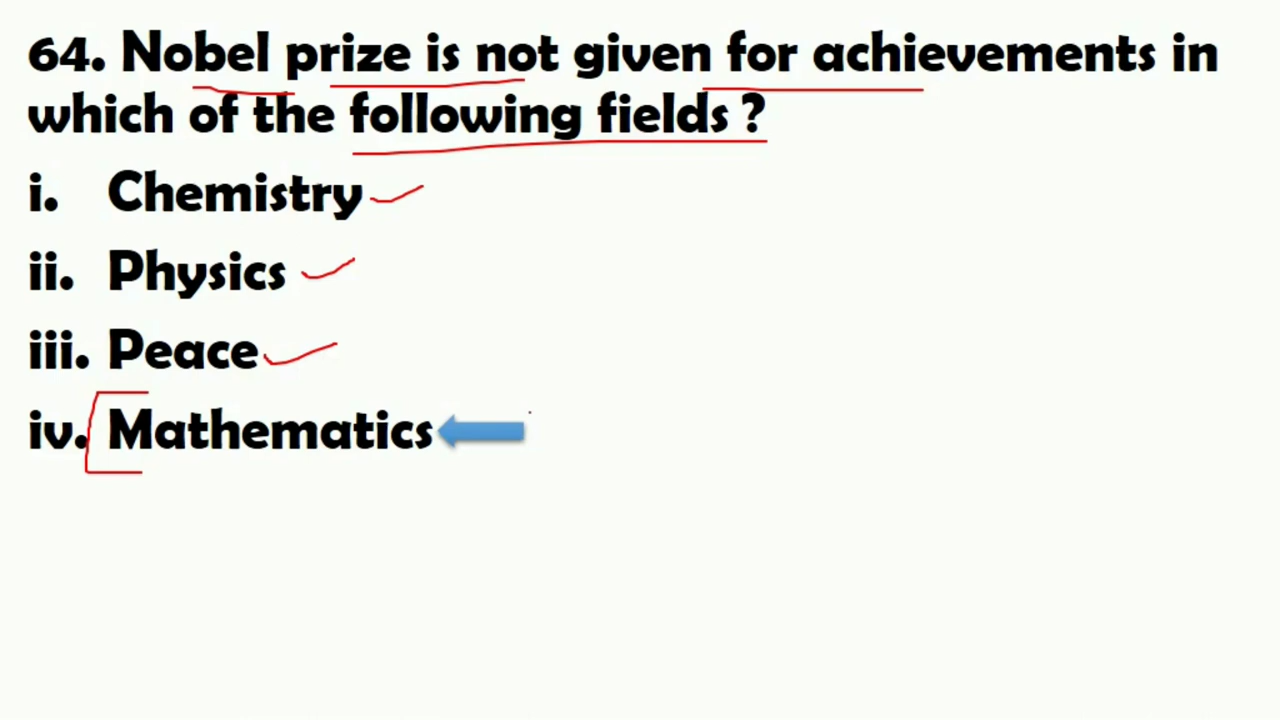 64. Nobel prize is not given for achievements in
which of the following fields ?
i. Chemistry
ii. Physics
iii. Peace
iv. Mathematics